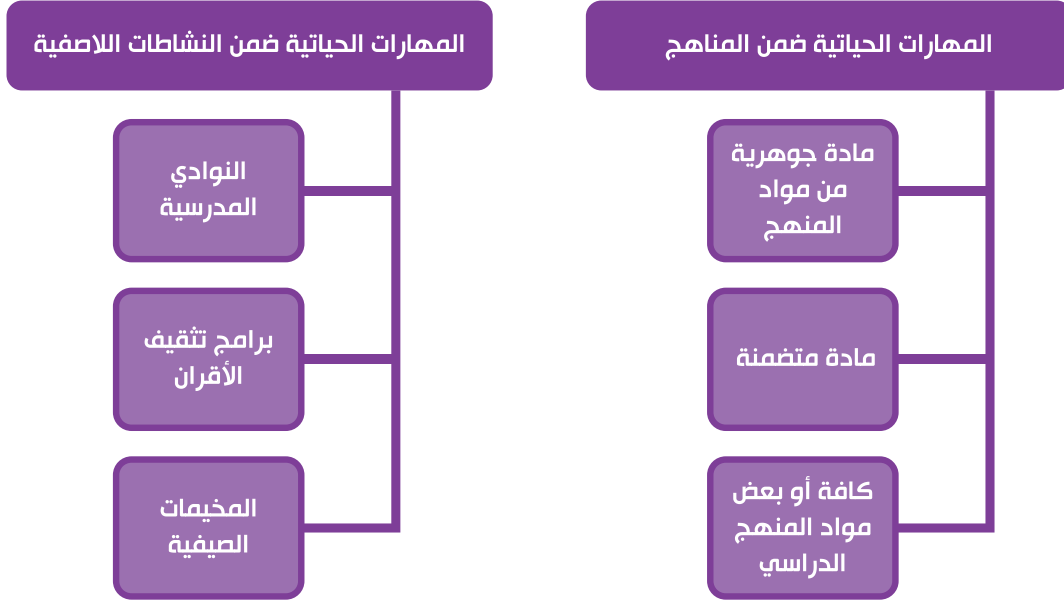 المهارات الحياتية ضمن المناهج
مادة جوهرية
من مواد
المنهج
مادة متضمنة
كافة أو بعض
مواد المنهج
الدراسي
المهارات الحياتية ضمن النشاطات اللاصفية
النوادي
المدرسية
برامج تثقيف
الأقران
المخيمات
الصيفية